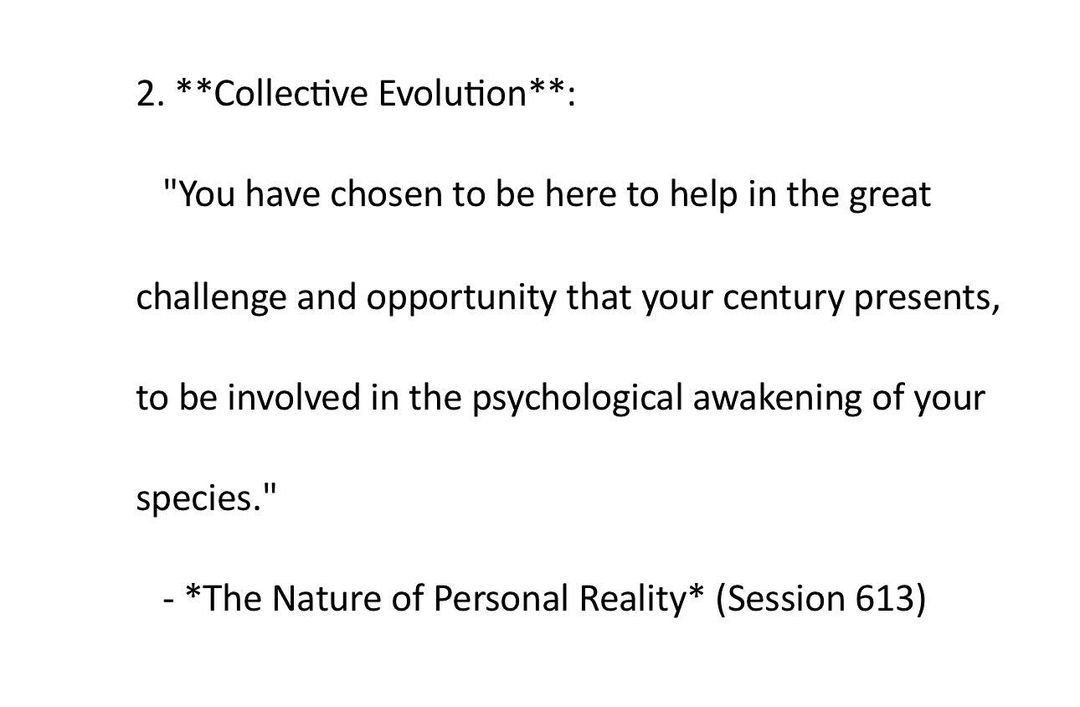 2. **Collective Evolution**:
"You have chosen to be here to help in the great
challenge and opportunity that your century presents,
to be involved in the psychological awakening of your
species."
- *The Nature of Personal Reality* (Session 613)